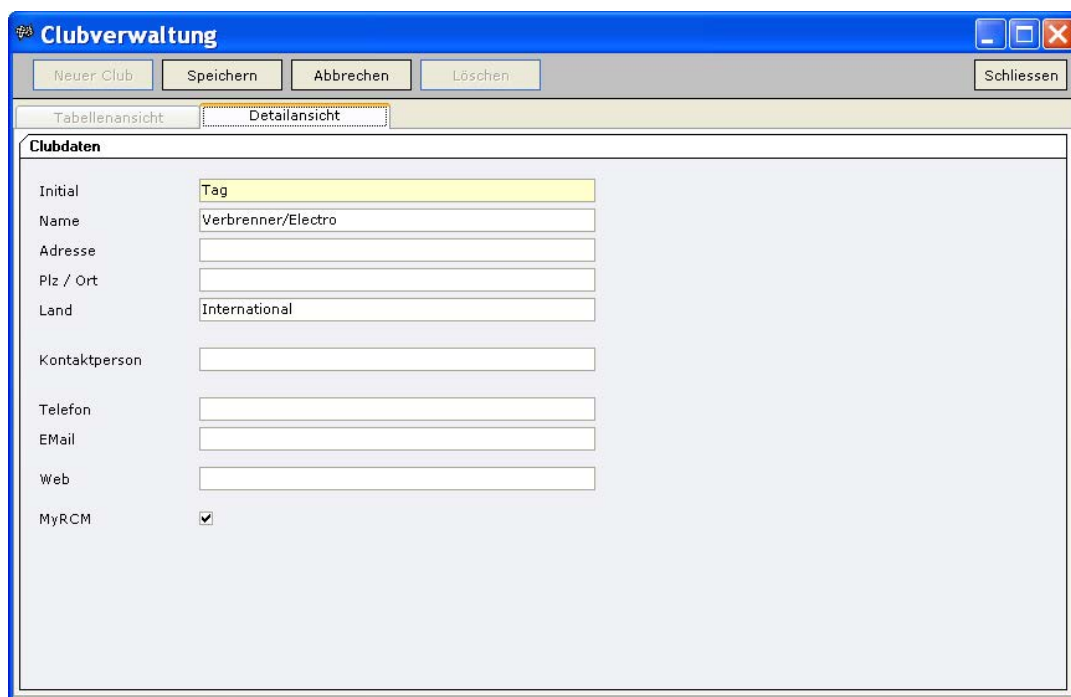 Clubverwaltung
Neuer Club Speichern Abbrechen Löschen Schliessen
Tabellenansicht Detailansicht
Clubdaten
Initial Tag
Name Verbrenner/Electro
Adresse
Plz / Ort
Land International
Kontaktperson
Telefon
EMail
Web
MyRCM